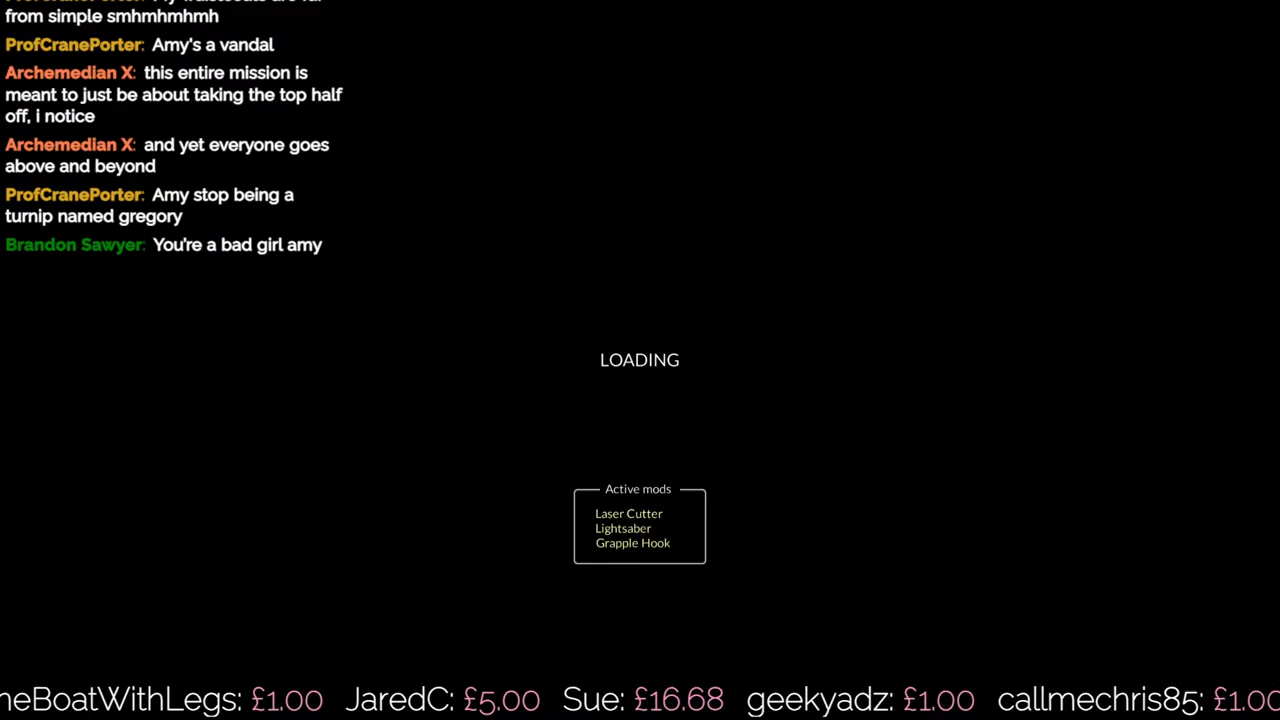 from simple smhmhmhmh
ProfCranePorter: Amy's a vandal
Archemedian X: this entire mission is
meant to just be about taking the top half
off, i notice
Archemedian X: and yet everyone goes
above and beyond
ProfCranePorter: Amy stop being a
turnip named gregory
Brandon Sawyer: You're a bad girl amy
LOADING
Active mods
Laser Cutter
Lightsaber
Grapple Hook
neBoatWithLegs: £1.00 JaredC: £5.00 Sue: £16.68 geekyadz: £1.00 callmechris85: £1.00